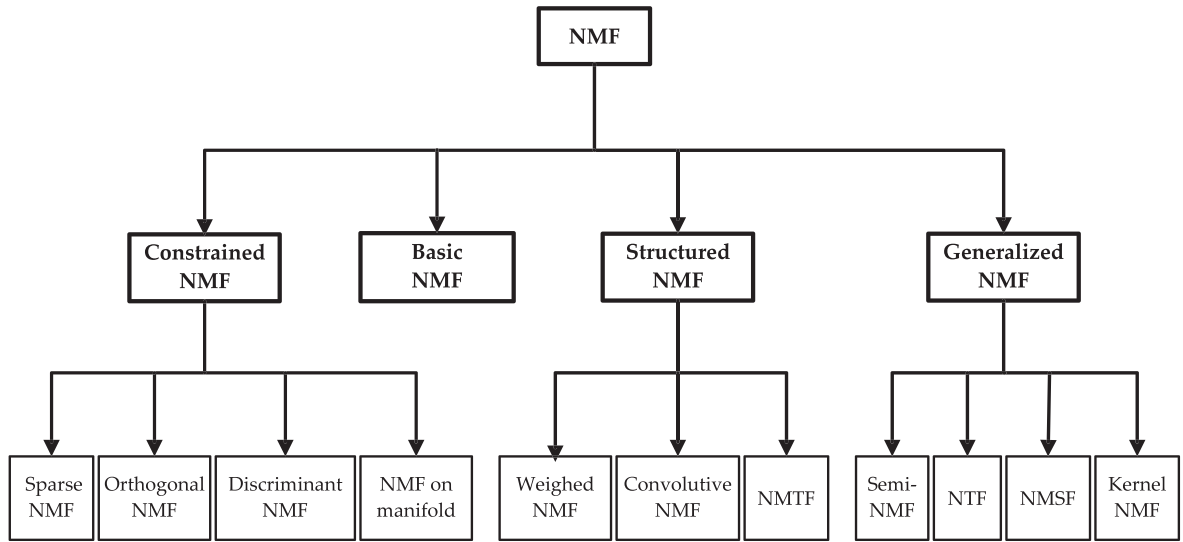 NMF
Constrained
NMF
Basic
NMF
Structured
NMF
Generalized
NMF
Sparse
NMF
Orthogonal
NMF
Discriminant
NMF
NMF on
manifold
Weighed
NMF
Convolutive
NMF
NMTF
Semi-
NMF
NTF
NMSF
Kernel
NMF